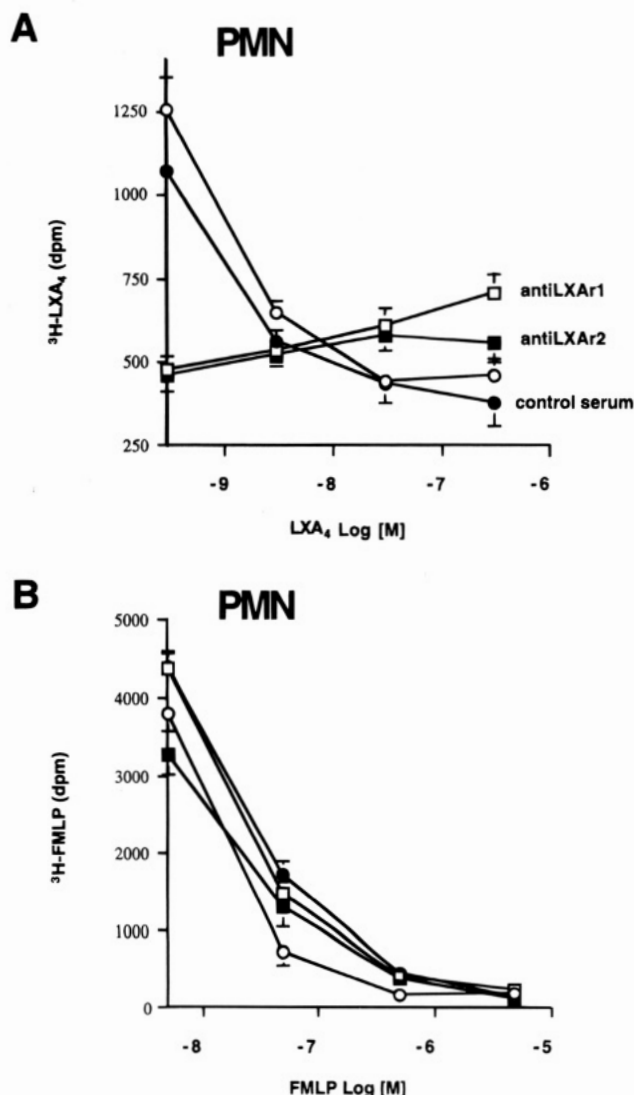 A
PMN
1250
1000
750
500
250
³H-LXA₄ (dpm)
antiLXAr1
antiLXAr2
control serum
-9
-8
-7
-6
LXA₄ Log [M]
B
PMN
5000
4000
3000
2000
1000
0
³H-FMLP (dpm)
-8
-7
-6
-5
FMLP Log [M]